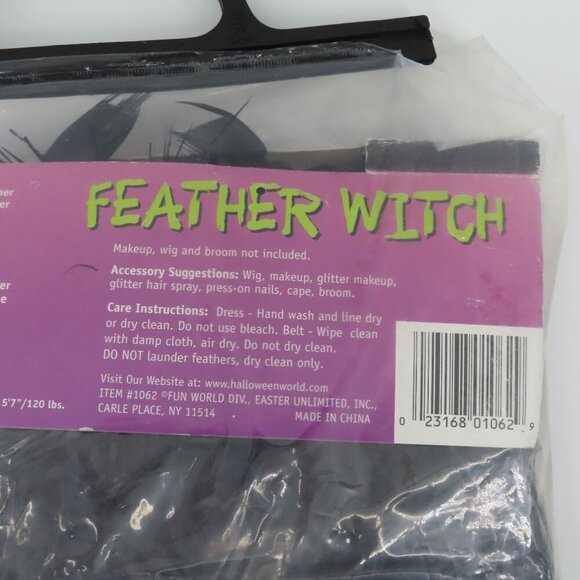 FEATHER WITCH
Makeup, wig and broom not included.
Accessory Suggestions: Wig, makeup, glitter makeup,
glitter hair spray, press-on nails, cape, broom.
Care Instructions: Dress - Hand wash and line dry
or dry clean. Do not use bleach. Belt - Wipe clean
with damp cloth, air dry. Do not dry clean.
DO NOT launder feathers, dry clean only.
Visit Our Website at: www.halloweenworld.com
ITEM #1062 ©FUN WORLD DIV., EASTER UNLIMITED, INC.,
CARLE PLACE, NY 11514 MADE IN CHINA
5'7"/120 lbs.
0 23168 01062 9